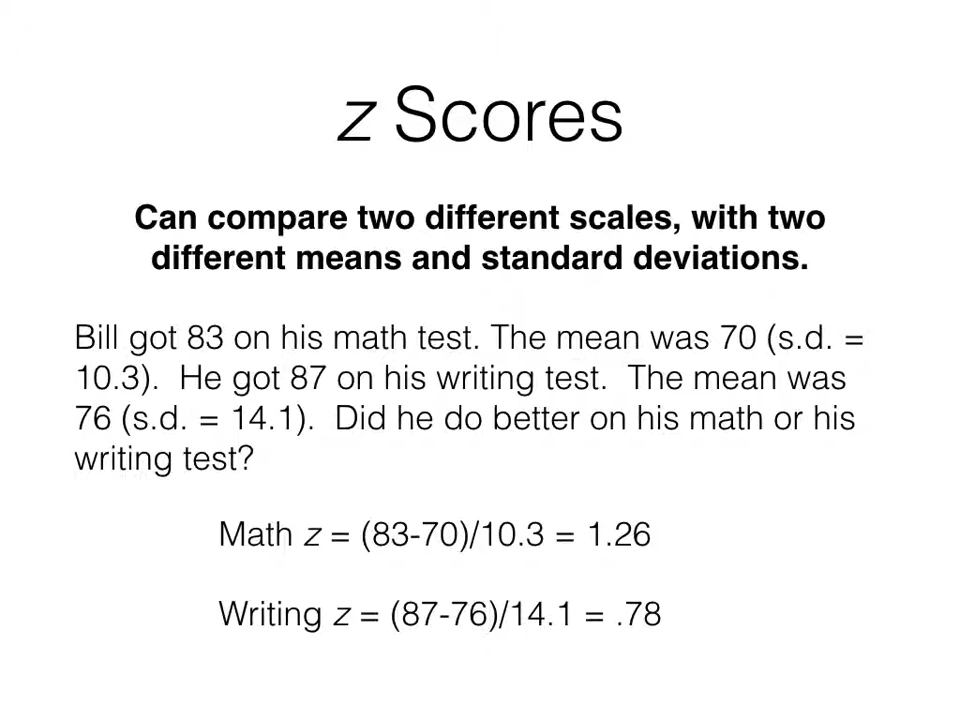 z Scores
Can compare two different scales, with two
different means and standard deviations.
Bill got 83 on his math test. The mean was 70 (s.d. =
10.3).  He got 87 on his writing test.  The mean was
76 (s.d. = 14.1).  Did he do better on his math or his
writing test?
Math z = (83-70)/10.3 = 1.26
Writing z = (87-76)/14.1 = .78